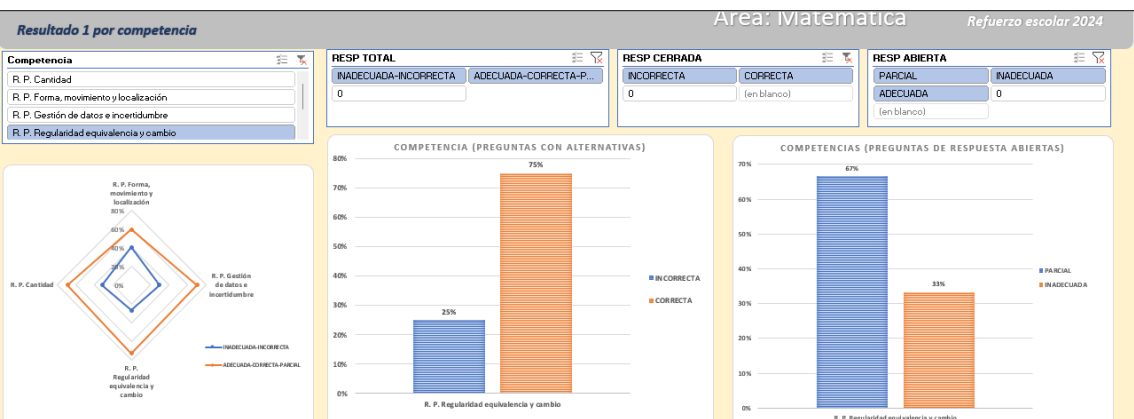 Area: Matematica
Resultado 1 por competencia
Refuerzo escolar 2024
Competencia
R. P. Cantidad
R. P. Forma, movimiento y localización
R. P. Gestión de datos e incertidumbre
R. P. Regularidad equivalencia y cambio
RESP TOTAL
INADECUADA-INCORRECTA
ADECUADA-CORRECTA-P...
0
RESP CERRADA
INCORRECTA
CORRECTA
0
(en blanco)
RESP ABIERTA
PARCIAL
INADECUADA
ADECUADA
0
(en blanco)
R. P. Forma,
movimiento y
localización
80%
60%
40%
20%
0%
R. P. Cantidad
R. P. Gestión
de datos e
incertidumbre
R. P.
Regularidad
equivalencia y
cambio
INADECUADA-INCORRECTA
ADECUADA-CORRECTA-PARCIAL
COMPETENCIA (PREGUNTAS CON ALTERNATIVAS)
80%
70%
60%
50%
40%
30%
20%
10%
0%
25%
75%
R. P. Regularidad equivalencia y cambio
INCORRECTA
CORRECTA
COMPETENCIAS (PREGUNTAS DE RESPUESTA ABIERTAS)
70%
60%
50%
40%
30%
20%
10%
0%
67%
33%
R. P. Regularidad equivalencia y cambio
PARCIAL
INADECUADA